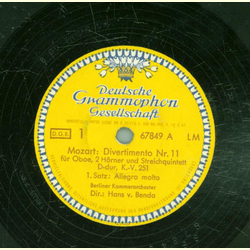 Deutsche
Grammophon
Gesellschaft
D.G.G. 1 67849 A LM
Mozart: Divertimento Nr. 11
für Oboe, 2 Hörner und Streichquintett
D-dur, K.-V. 251
1. Satz: Allegro molto
Berliner Kammerorchester
Dir.: Hans v. Benda